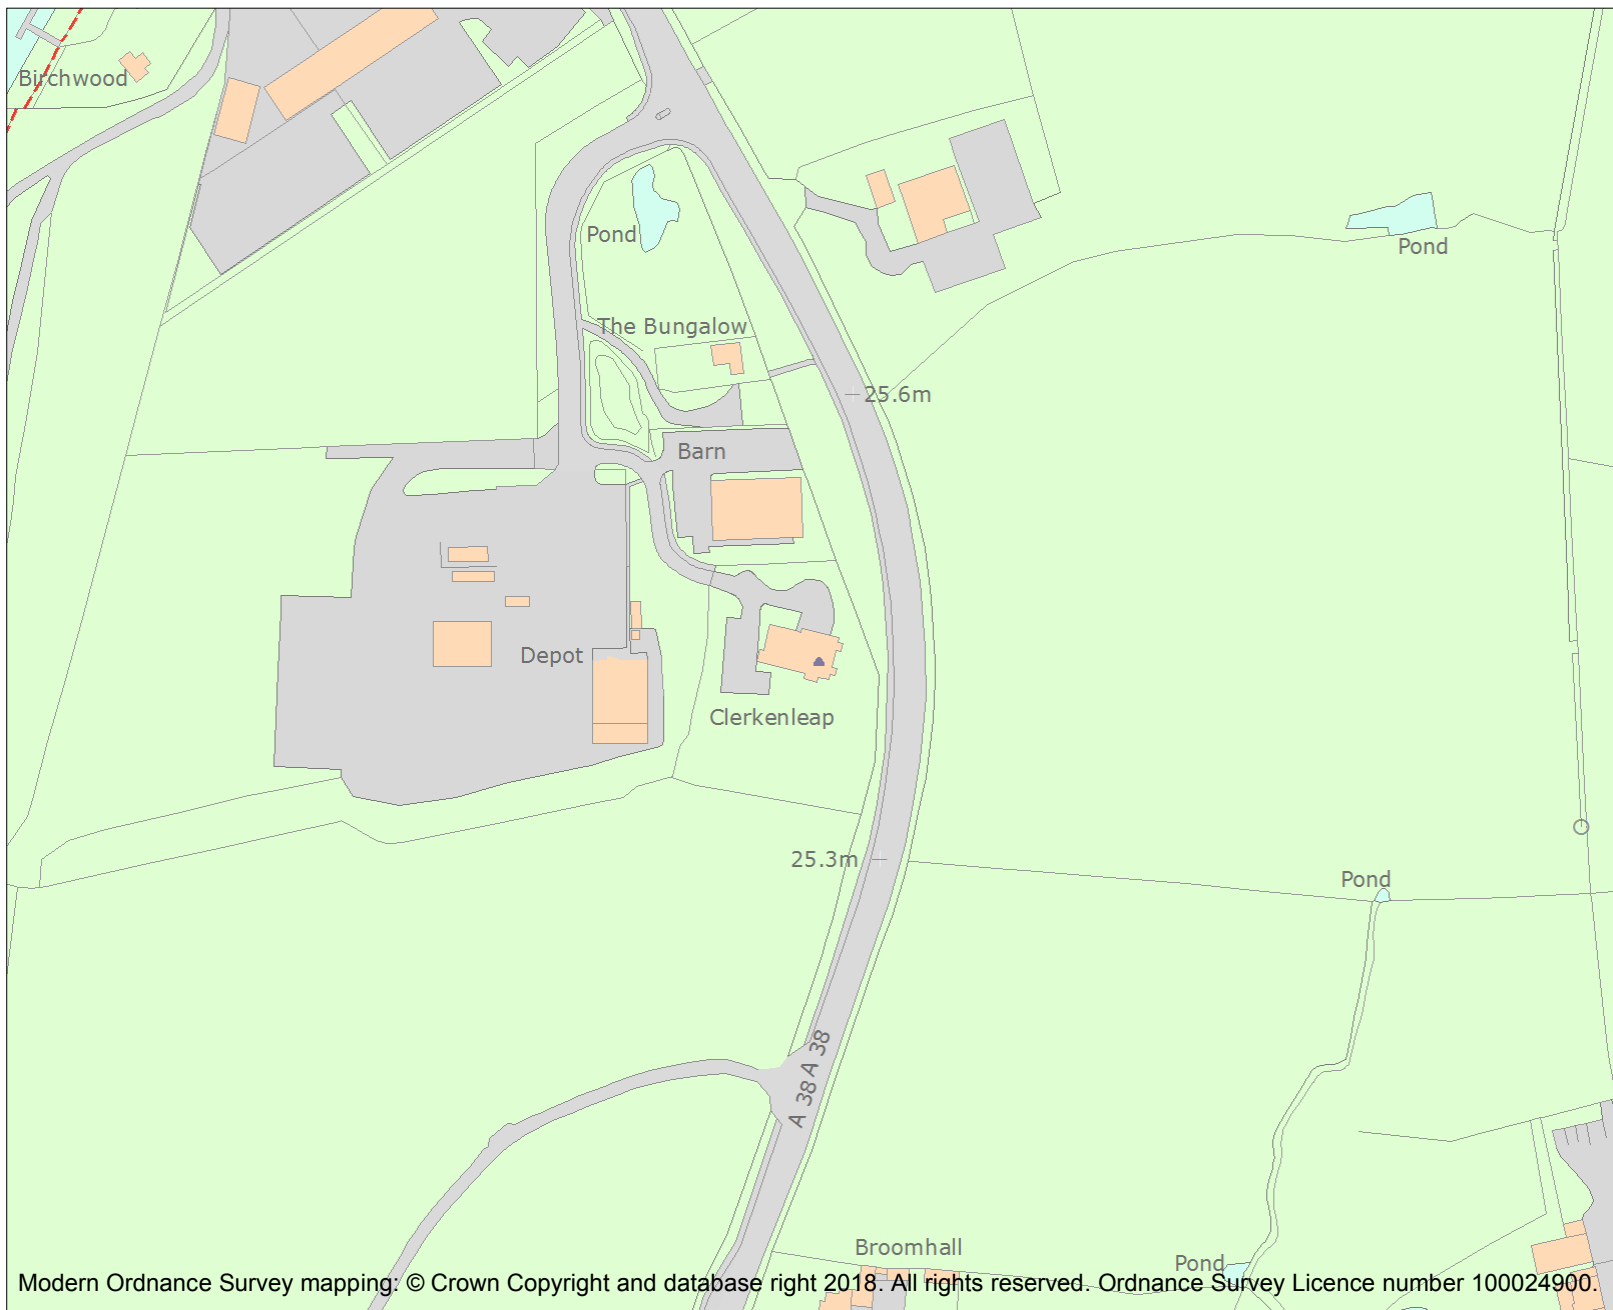 Birchwood
Pond
Pond
The Bungalow
25.6m
Barn
Depot
Clerkenleap
25.3m
Pond
A 38
A 38
Broomhall
Pond
Modern Ordnance Survey mapping: © Crown Copyright and database right 2018. All rights reserved. Ordnance Survey Licence number 100024900.